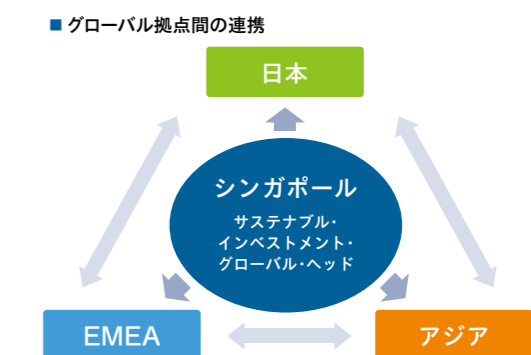 ■ グローバル拠点間の連携
日本
シンガポール
サステナブル・
インベストメント・
グローバル・ヘッド
EMEA
アジア